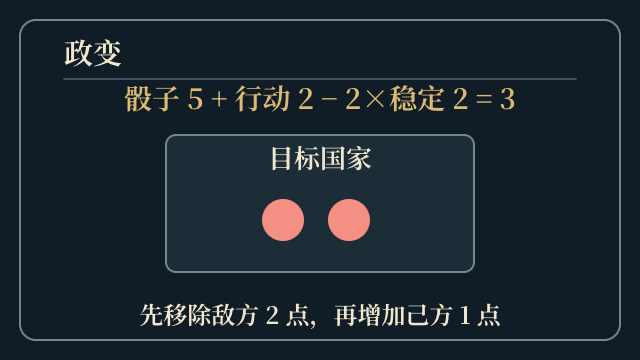 政变
骰子 5 + 行动 2 − 2×稳定 2 = 3
目标国家
先移除敌方 2 点，再增加己方 1 点